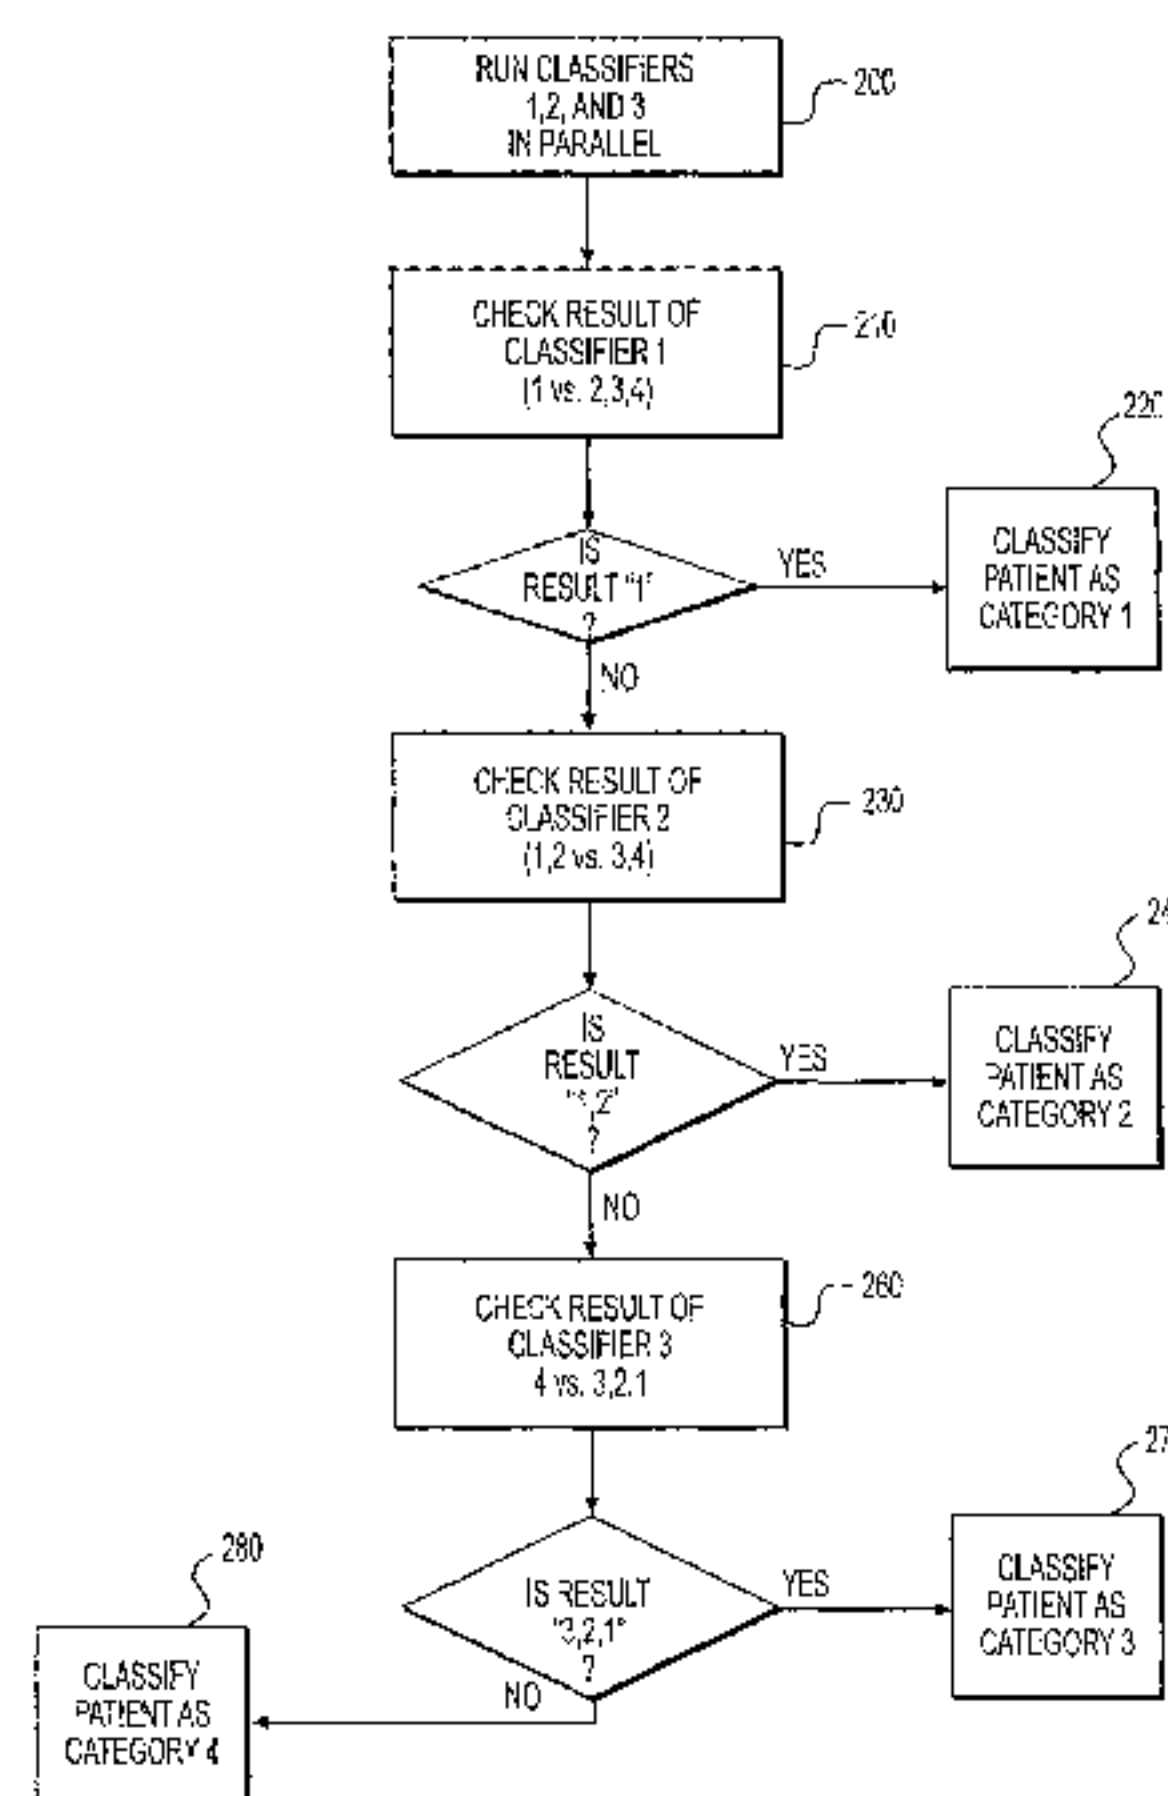 RUN CLASSIFIERS
1,2, AND 3
IN PARALLEL
200
CHECK RESULT OF
CLASSIFIER 1
(1 vs. 2,3,4)
210
220
IS
RESULT "1"
?
YES
CLASSIFY
PATIENT AS
CATEGORY 1
NO
CHECK RESULT OF
CLASSIFIER 2
(1,2 vs. 3,4)
230
24
IS
RESULT
"1,2"
?
YES
CLASSIFY
PATIENT AS
CATEGORY 2
NO
CHECK RESULT OF
CLASSIFIER 3
4 vs. 3,2.1
260
27
IS RESULT
"3,2,1"
?
YES
CLASSIFY
PATIENT AS
CATEGORY 3
NO
280
CLASSIFY
PATIENT AS
CATEGORY 4